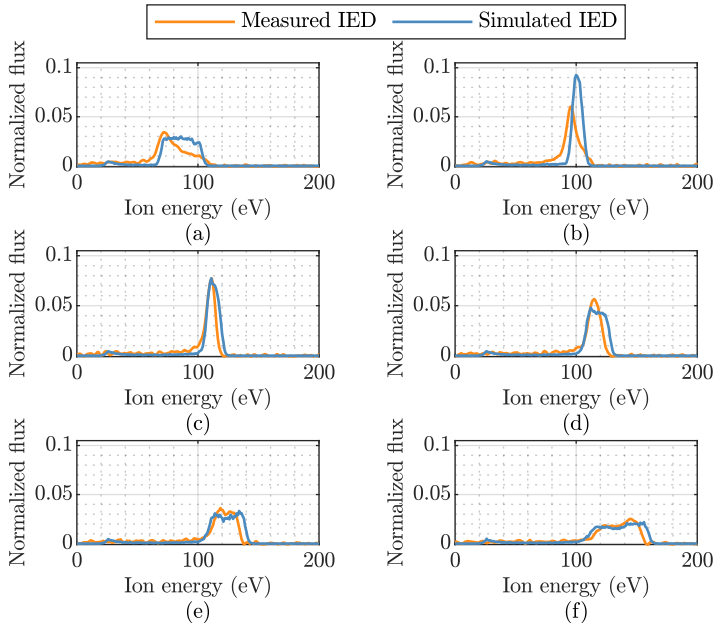 Measured IED Simulated IED
Normalized flux Normalized flux
0.1 0.1
0.05 0.05
0 0
0 100 200 0 100 200
Ion energy (eV) Ion energy (eV)
(a) (b)
Normalized flux Normalized flux
0.1 0.1
0.05 0.05
0 0
0 100 200 0 100 200
Ion energy (eV) Ion energy (eV)
(c) (d)
Normalized flux Normalized flux
0.1 0.1
0.05 0.05
0 0
0 100 200 0 100 200
Ion energy (eV) Ion energy (eV)
(e) (f)